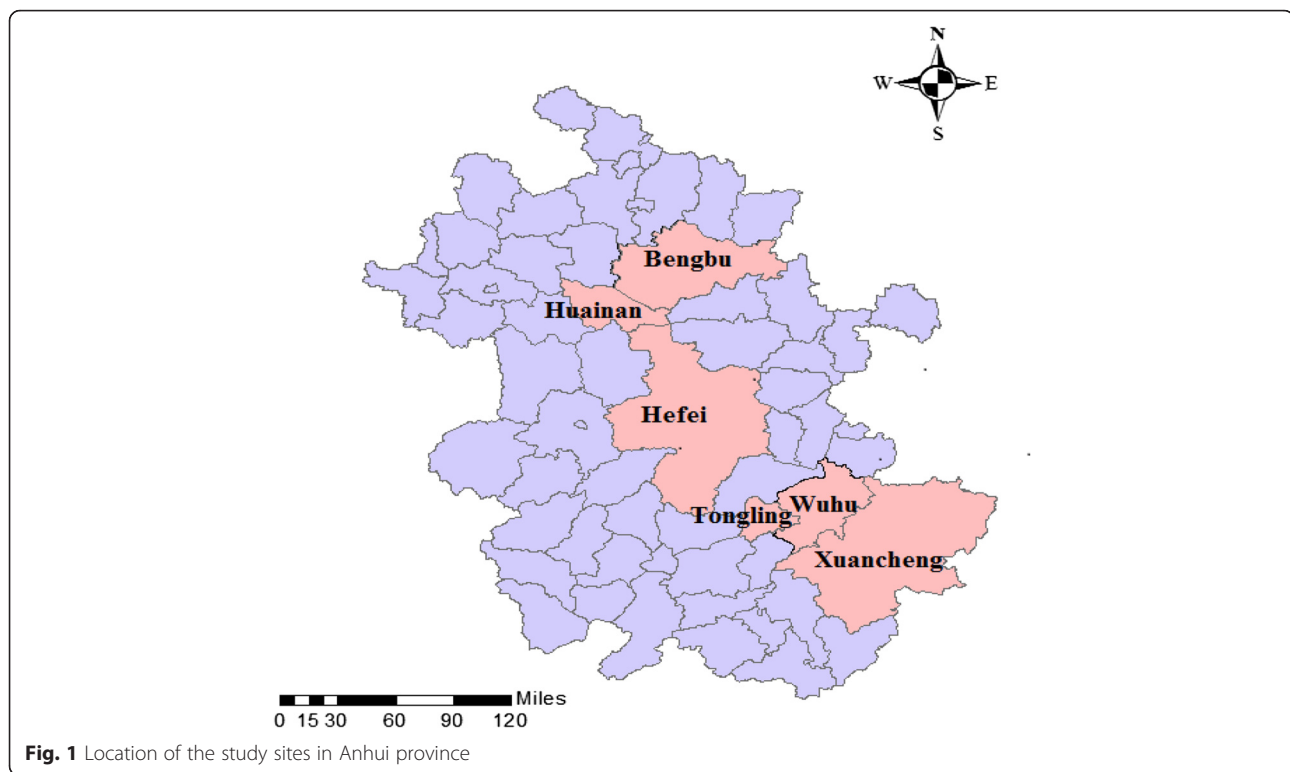 N
W E
S
Bengbu
Huainan
Hefei
Wuhu
Tongling
Xuancheng
Miles
0 15 30 60 90 120
Fig. 1 Location of the study sites in Anhui province